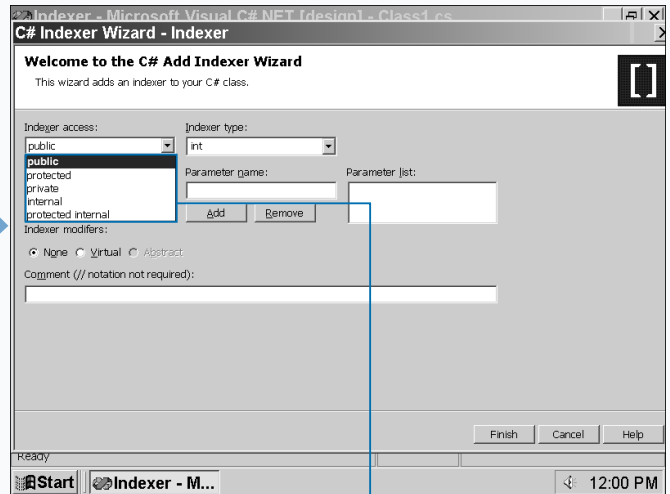 Indexer - Microsoft Visual C# .NET [design] - Class1.cs
C# Indexer Wizard - Indexer
Welcome to the C# Add Indexer Wizard
This wizard adds an indexer to your C# class.
[]
Indexer access: Indexer type:
public int
public
protected
private
internal
protected internal
Parameter name: Parameter list:
Add Remove
Indexer modifers:
None Virtual Abstract
Comment (// notation not required):
Finish Cancel Help
Ready
Start Indexer - M... 12:00 PM